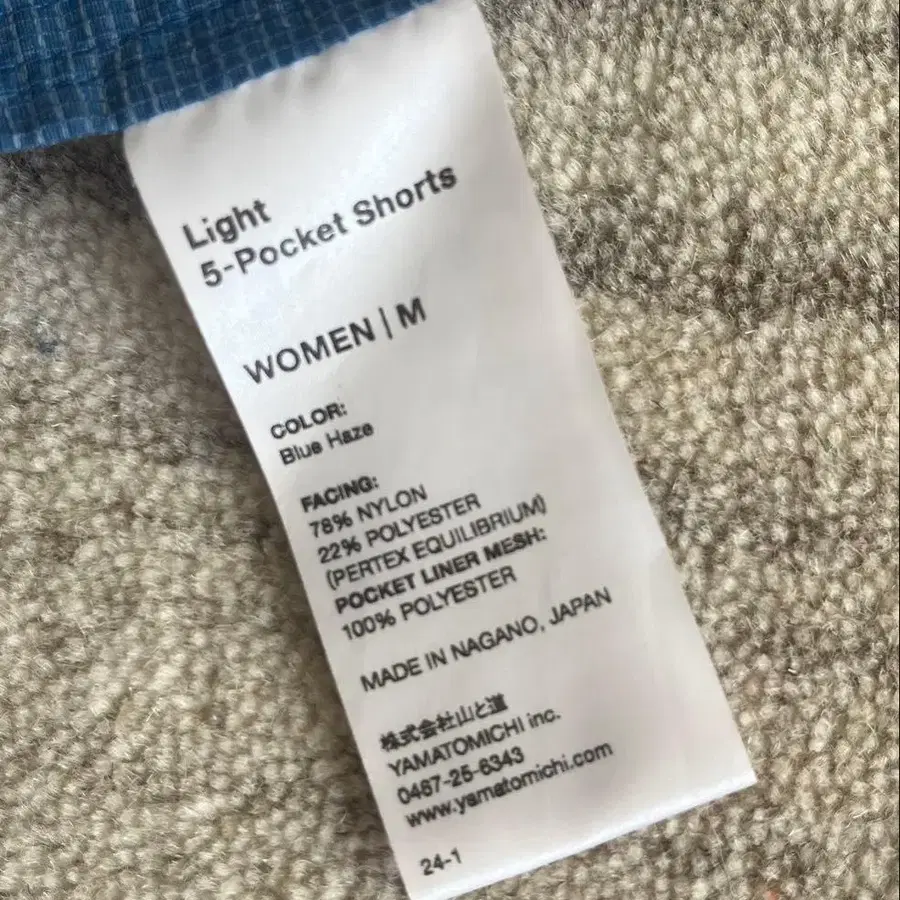 Light
5-Pocket Shorts
WOMEN | M
COLOR:
Blue Haze
FACING:
78% NYLON
22% POLYESTER
(PERTEX EQUILIBRIUM)
POCKET LINER MESH:
100% POLYESTER
MADE IN NAGANO, JAPAN
株式会社山と道
YAMATOMICHI inc.
0467-25-6343
www.yamatomichi.com
24-1